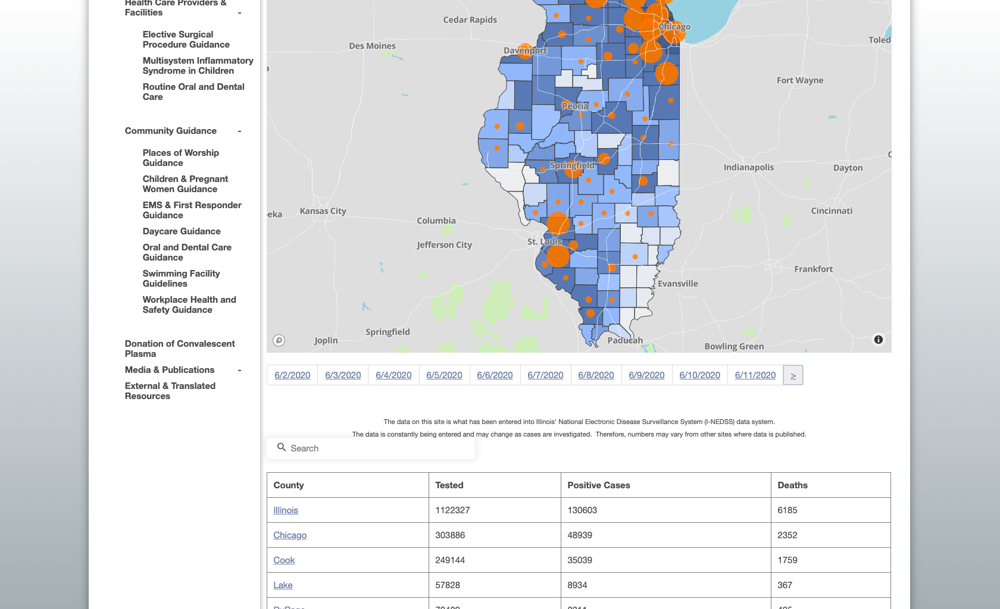 Health Care Providers &
Facilities -
Elective Surgical
Procedure Guidance
Multisystem Inflammatory
Syndrome in Children
Routine Oral and Dental
Care
Community Guidance -
Places of Worship
Guidance
Children & Pregnant
Women Guidance
EMS & First Responder
Guidance
Daycare Guidance
Oral and Dental Care
Guidance
Swimming Facility
Guidelines
Workplace Health and
Safety Guidance
Donation of Convalescent
Plasma
Media & Publications -
External & Translated
Resources
Cedar Rapids
Chicago
Des Moines
Davenport
Toled
Fort Wayne
Peoria
Springfield
Indianapolis
Dayton
Kansas City
eka
Columbia
Cincinnati
St. Louis
Jefferson City
Frankfort
Evansville
Springfield
Joplin
Paducah
Bowling Green
6/2/2020 6/3/2020 6/4/2020 6/5/2020 6/6/2020 6/7/2020 6/8/2020 6/9/2020 6/10/2020 6/11/2020 >
The data on this site is what has been entered into Illinois' National Electronic Disease Surveillance System (I-NEDSS) data system.
The data is constantly being entered and may change as cases are investigated. Therefore, numbers may vary from other sites where data is published.
Search
County Tested Positive Cases Deaths
Illinois 1122327 130603 6185
Chicago 303886 48939 2352
Cook 249144 35039 1759
Lake 57828 8934 367